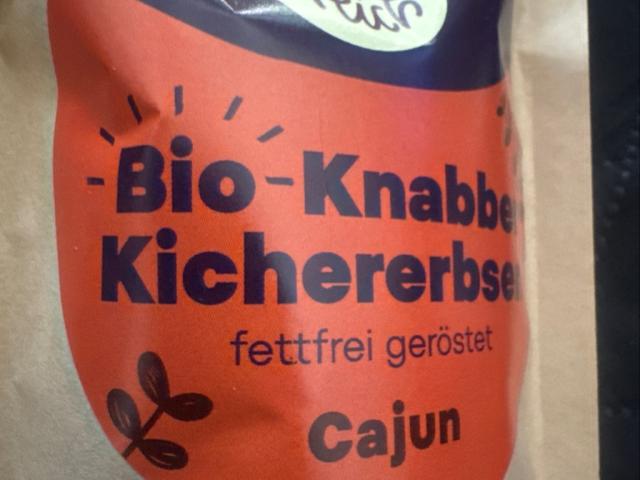 Bio-Knabber
Kichererbsen
fettfrei geröstet
Cajun